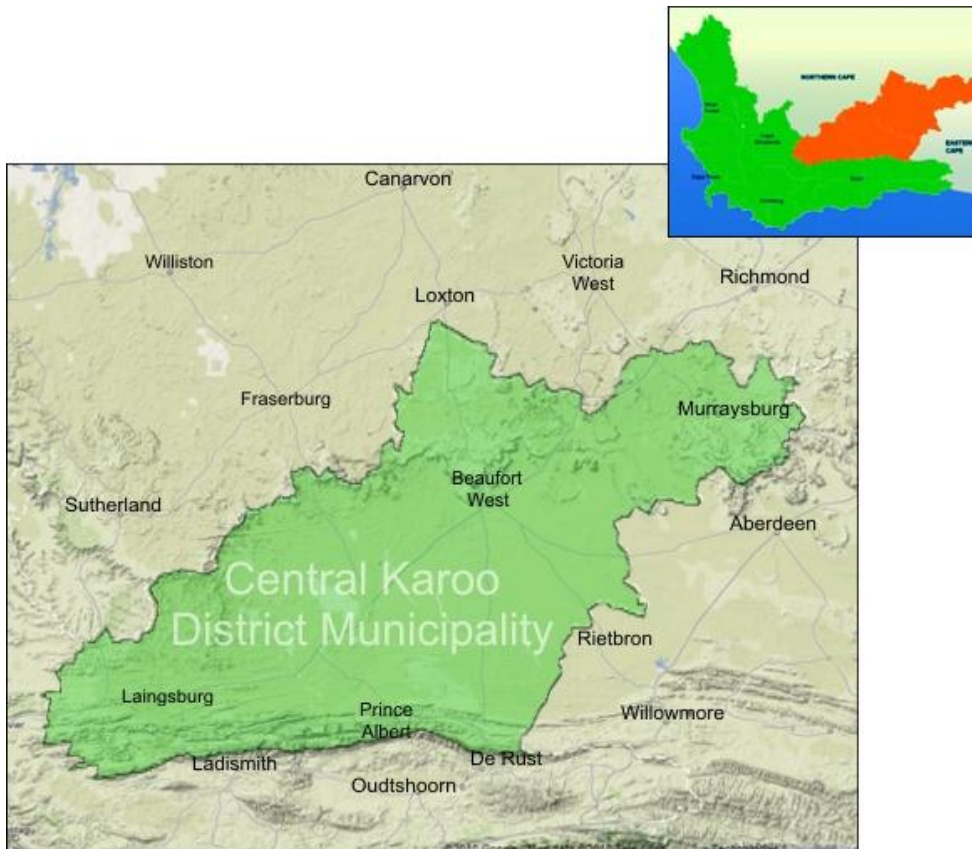 NORTHERN CAPE
EASTERN
CAPE
Canarvon
Williston
Victoria
West
Richmond
Loxton
Fraserburg
Murraysburg
Beaufort
West
Sutherland
Aberdeen
Central Karoo
District Municipality
Rietbron
Laingsburg
Prince
Albert
Willowmore
Ladismith
De Rust
Oudtshoorn